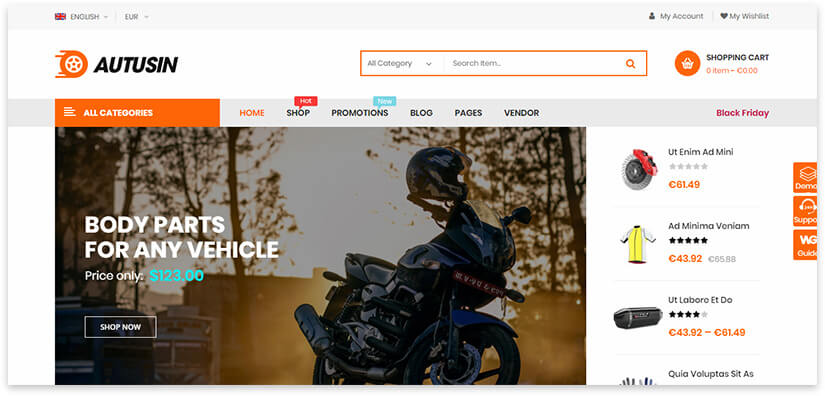 ENGLISH
EUR
My Account
My Wishlist
AUTUSIN
All Category
Search item..
SHOPPING CART
0 item - €0.00
ALL CATEGORIES
HOME
Hot
SHOP
New
PROMOTIONS
BLOG
PAGES
VENDOR
Black Friday
BODY PARTS
FOR ANY VEHICLE
Price only: $123.00
SHOP NOW
Ut Enim Ad Mini
€61.49
Ad Minima Veniam
€43.92 €65.88
Ut Labore Et Do
€43.92 – €61.49
Quia Voluptas Sit As
Demo
Support
Guide